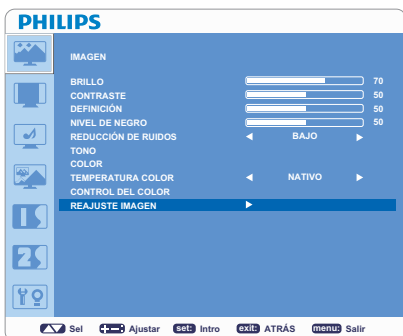 PHILIPS
IMAGEN
BRILLO 70
CONTRASTE 50
DEFINICIÓN 50
NIVEL DE NEGRO 50
REDUCCIÓN DE RUIDOS BAJO
TONO
COLOR
TEMPERATURA COLOR NATIVO
CONTROL DEL COLOR
REAJUSTE IMAGEN
Sel Ajustar set: Intro exit: ATRÁS menu: Salir